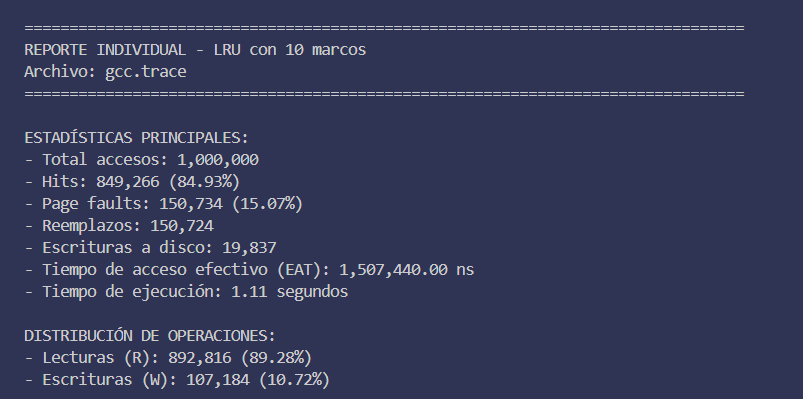 ================================================================================
REPORTE INDIVIDUAL - LRU con 10 marcos
Archivo: gcc.trace
================================================================================
ESTADÍSTICAS PRINCIPALES:
- Total accesos: 1,000,000
- Hits: 849,266 (84.93%)
- Page faults: 150,734 (15.07%)
- Reemplazos: 150,724
- Escrituras a disco: 19,837
- Tiempo de acceso efectivo (EAT): 1,507,440.00 ns
- Tiempo de ejecución: 1.11 segundos
DISTRIBUCIÓN DE OPERACIONES:
- Lecturas (R): 892,816 (89.28%)
- Escrituras (W): 107,184 (10.72%)